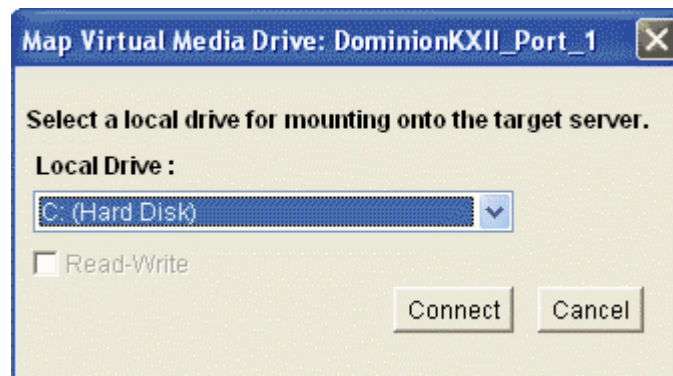 Map Virtual Media Drive: DominionKXII_Port_1
Select a local drive for mounting onto the target server.
Local Drive :
C: (Hard Disk)
Read-Write
Connect Cancel